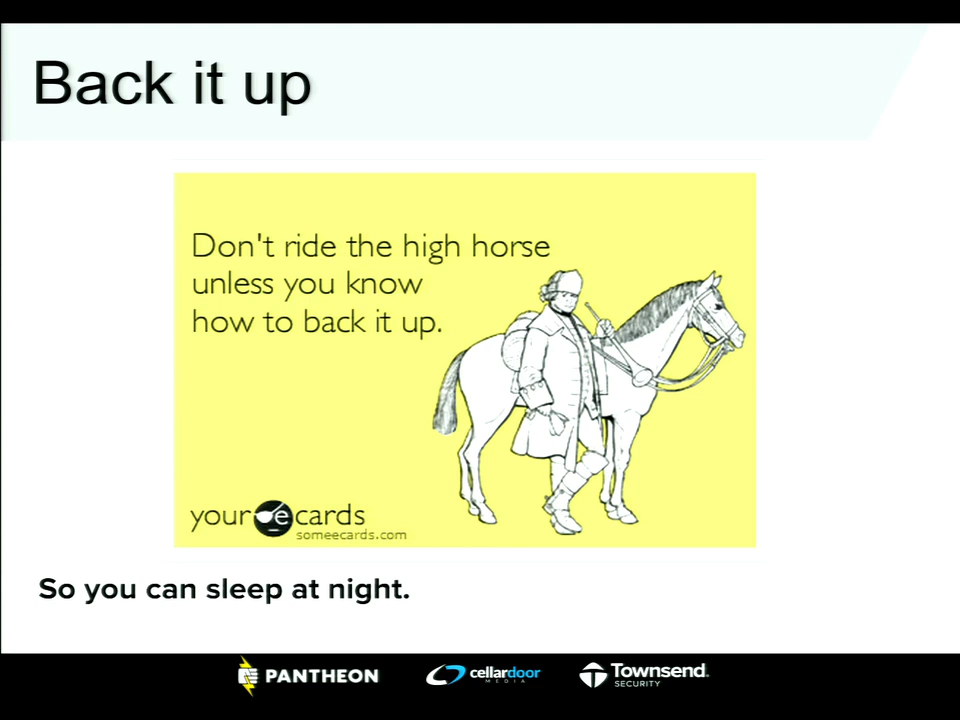 Back it up
Don't ride the high horse
unless you know
how to back it up.
your e cards
someecards.com
So you can sleep at night.
PANTHEON
cellardoor
MEDIA
Townsend
SECURITY